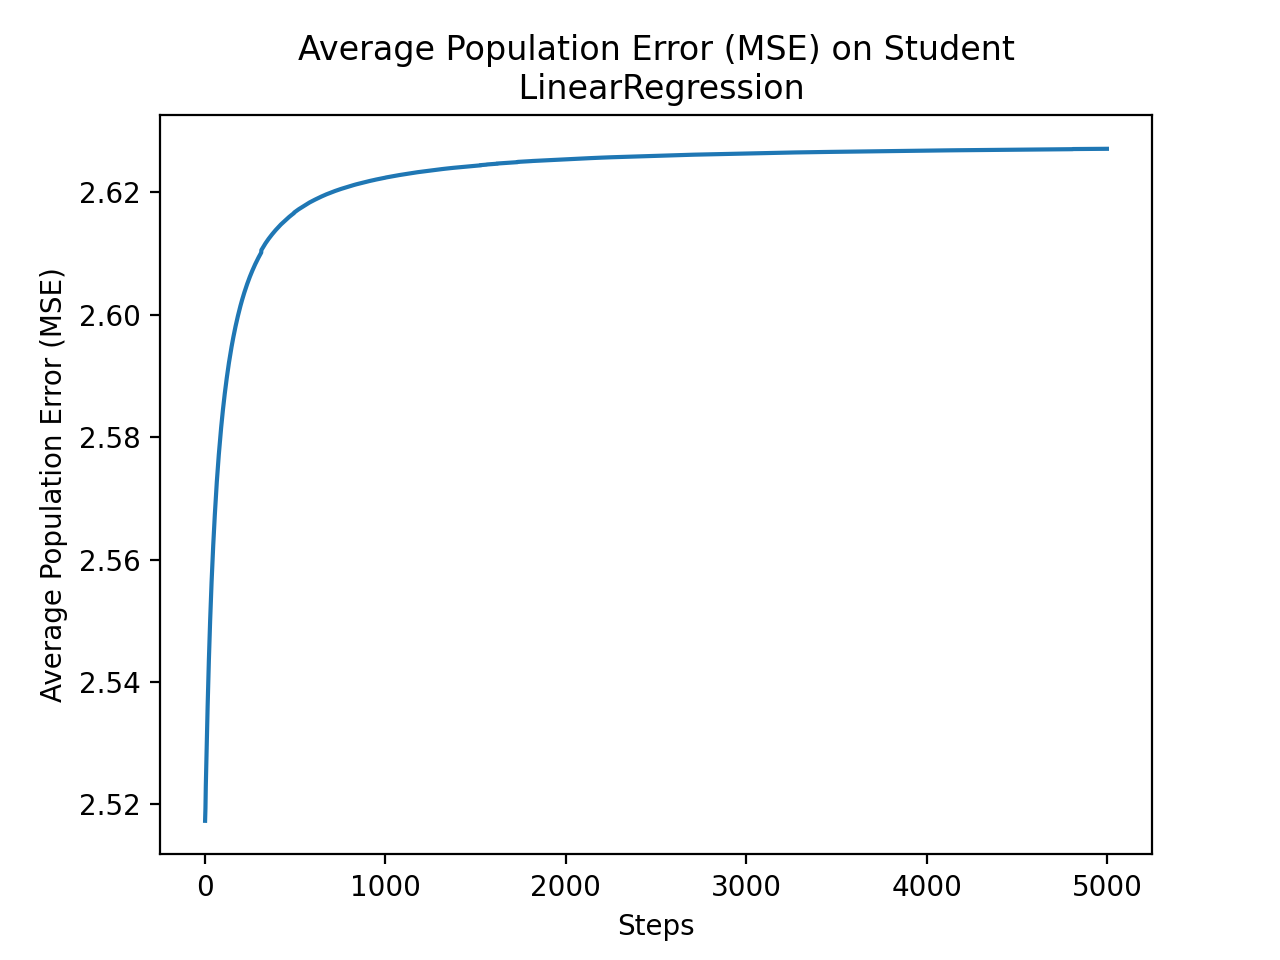 Average Population Error (MSE) on Student
LinearRegression
Average Population Error (MSE)
2.62
2.60
2.58
2.56
2.54
2.52
0 1000 2000 3000 4000 5000
Steps